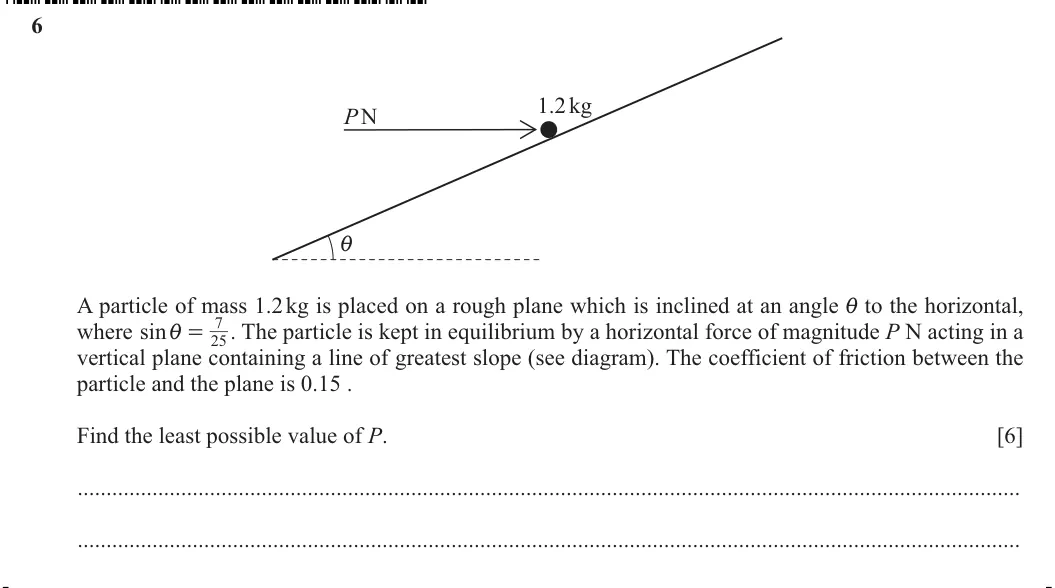 6
P N
1.2 kg
θ
A particle of mass 1.2 kg is placed on a rough plane which is inclined at an angle θ to the horizontal,
where sin θ = 7/25. The particle is kept in equilibrium by a horizontal force of magnitude P N acting in a
vertical plane containing a line of greatest slope (see diagram). The coefficient of friction between the
particle and the plane is 0.15 .
Find the least possible value of P. [6]